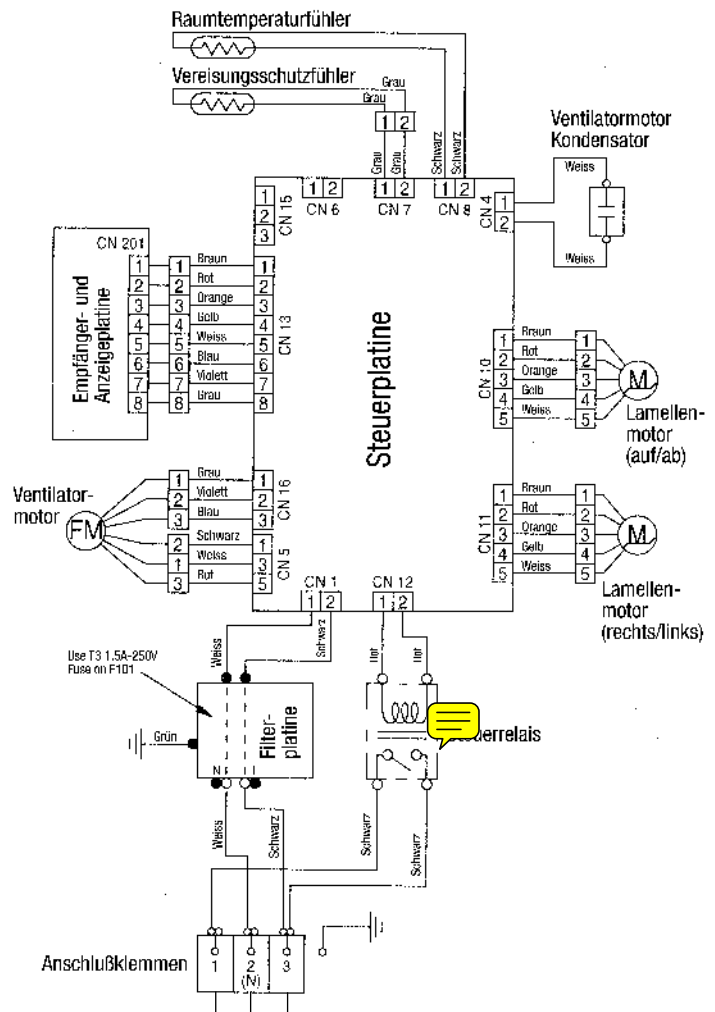 Raumtemperaturfühler
Vereisungsschutzfühler
Grau
Grau
1 2
Grau
Grau
Schwarz
Schwarz
Ventilatormotor
Kondensator
Weiss
Weiss
1 2
CN 6
1 2
CN 7
1 2
CN 8
CN 4
1
2
CN 15
1
2
3
CN 201
Empfänger- und
Anzeigeplatine
1 1 Braun 1
2 2 Rot 2
3 3 Orange 3
4 4 Gelb 4
5 5 Weiss 5
6 6 Blau 6
7 7 Violett 7
8 8 Grau 8
CN 13
Steuerplatine
CN 10
1 Braun 1
2 Rot 2
3 Orange 3
4 Gelb 4
5 Weiss 5
M
Lamellen-
motor
(auf/ab)
Ventilator-
motor
FM
1 Grau 1
2 Violett 2
3 Blau 3
CN 16
2 Schwarz 1
1 Weiss 3
3 Rot 5
CN 5
CN 11
1 Braun 1
2 Rot 2
3 Orange 3
4 Gelb 4
5 Weiss 5
M
Lamellen-
motor
(rechts/links)
CN 1
1 2
CN 12
1 2
Weiss
Schwarz
Rot
Rot
Use T3 1.5A-250V
Fuse on F101
Grün
Filter-
platine
N
euerrelais
Weiss
Schwarz
Schwarz
Schwarz
Anschlußklemmen
1 2 3
(N)